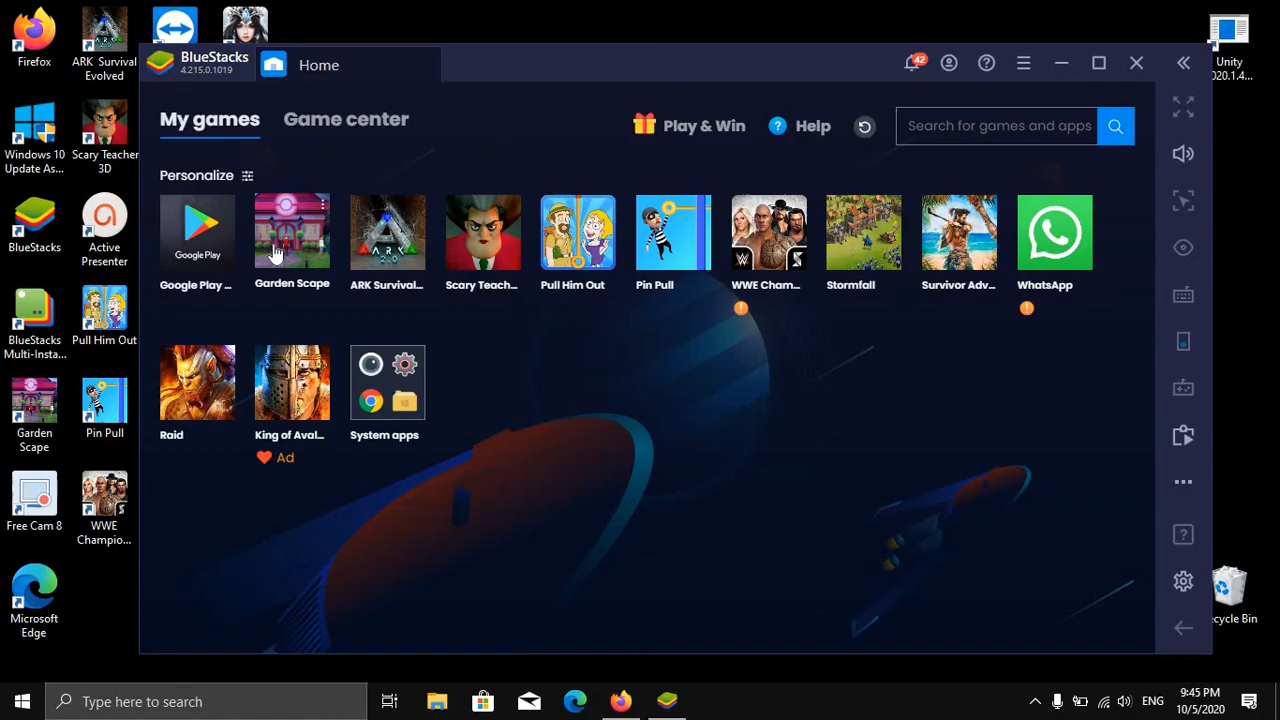 BlueStacks
4.215.0.1019
Home
42
My games
Game center
Play & Win
Help
Search for games and apps
Personalize
Google Play
Google Play ...
Garden Scape
ARK Survival...
Scary Teach...
Pull Him Out
Pin Pull
WWE Cham...
Stormfall
Survivor Adv...
WhatsApp
Raid
King of Aval...
System apps
Ad
Firefox
ARK Survival
Evolved
Windows 10
Update As...
Scary Teacher
3D
BlueStacks
Active
Presenter
BlueStacks
Multi-Insta...
Pull Him Out
Garden
Scape
Pin Pull
Free Cam 8
WWE
Champio...
Microsoft
Edge
Unity
2020.1.4...
ecycle Bin
Type here to search
ENG
9:45 PM
10/5/2020